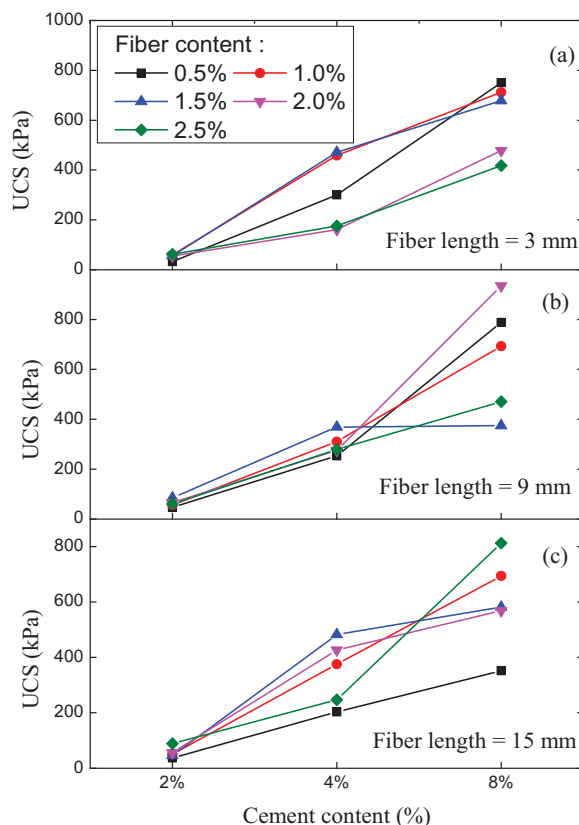 1000
Fiber content :
(a)
800
0.5% 1.0%
1.5% 2.0%
600
2.5%
UCS (kPa)
400
200
Fiber length = 3 mm
0
(b)
800
600
UCS (kPa)
400
200
Fiber length = 9 mm
0
(c)
800
600
UCS (kPa)
400
200
Fiber length = 15 mm
0
2% 4% 8%
Cement content (%)